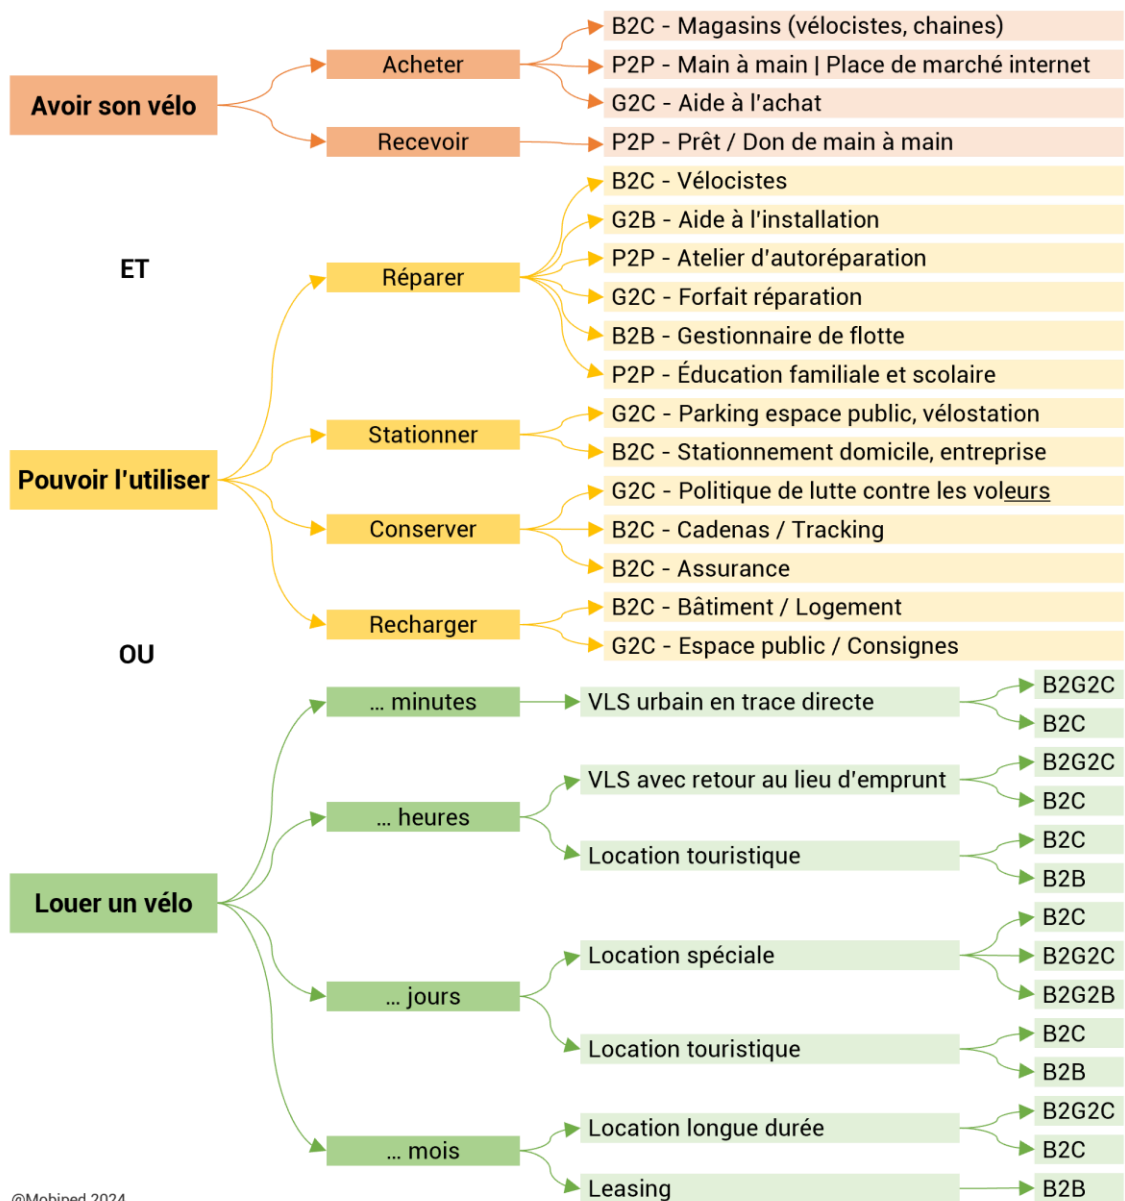 Avoir son vélo
Acheter
B2C - Magasins (vélocistes, chaines)
P2P - Main à main | Place de marché internet
G2C - Aide à l'achat
Recevoir
P2P - Prêt / Don de main à main
ET
Pouvoir l'utiliser
Réparer
B2C - Vélocistes
G2B - Aide à l'installation
P2P - Atelier d'autoréparation
G2C - Forfait réparation
B2B - Gestionnaire de flotte
P2P - Éducation familiale et scolaire
Stationner
G2C - Parking espace public, vélostation
B2C - Stationnement domicile, entreprise
Conserver
G2C - Politique de lutte contre les voleurs
B2C - Cadenas / Tracking
B2C - Assurance
Recharger
B2C - Bâtiment / Logement
G2C - Espace public / Consignes
OU
Louer un vélo
... minutes
VLS urbain en trace directe
B2G2C
B2C
... heures
VLS avec retour au lieu d'emprunt
B2G2C
B2C
Location touristique
B2C
B2B
... jours
Location spéciale
B2C
B2G2C
B2G2B
Location touristique
B2C
B2B
... mois
Location longue durée
B2G2C
B2C
Leasing
B2B
@Mobiped 2024